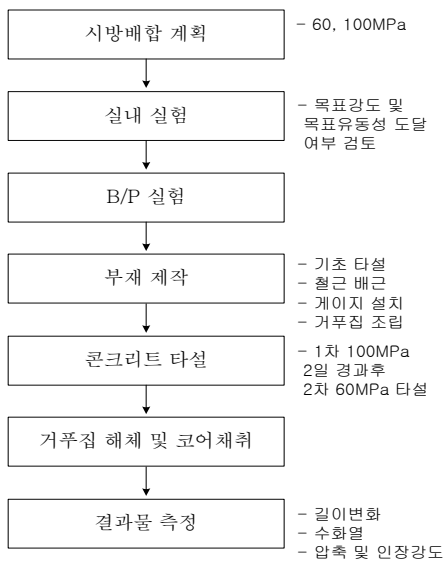 시방배합 계획
- 60, 100MPa
실내 실험
- 목표강도 및
목표유동성 도달
여부 검토
B/P 실험
부재 제작
- 기초 타설
- 철근 배근
- 게이지 설치
- 거푸집 조립
콘크리트 타설
- 1차 100MPa
2일 경과후
2차 60MPa 타설
거푸집 해체 및 코어채취
결과물 측정
- 길이변화
- 수화열
- 압축 및 인장강도